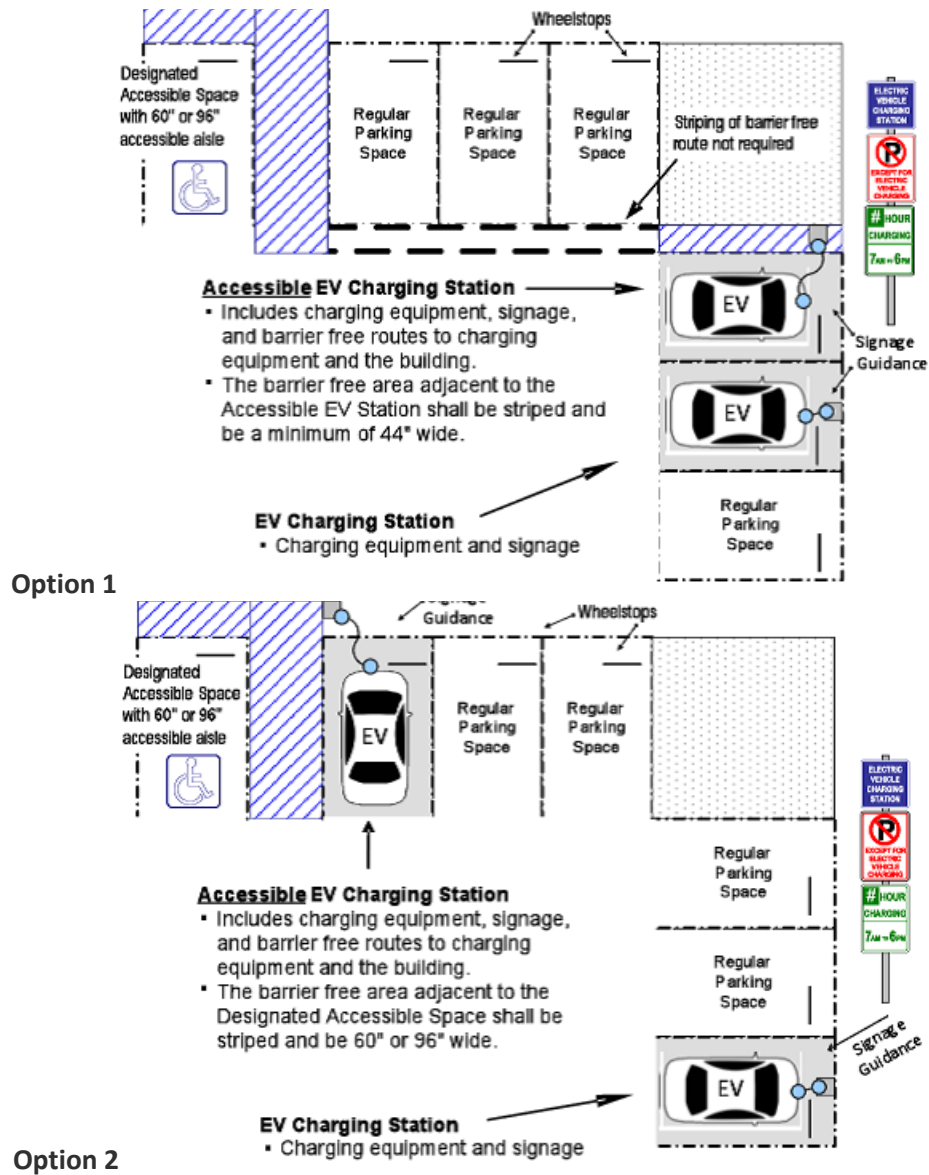 Wheelstops
Designated
Accessible Space
with 60" or 96"
accessible aisle
Regular
Parking
Space
Regular
Parking
Space
Regular
Parking
Space
Striping of barrier free
route not required
ELECTRIC
VEHICLE
CHARGING
STATION
P
EXCEPT FOR
ELECTRIC
VEHICLE
CHARGING
# HOUR
CHARGING
7AM TO 6PM
Accessible EV Charging Station
▪ Includes charging equipment, signage,
and barrier free routes to charging
equipment and the building.
▪ The barrier free area adjacent to the
Accessible EV Station shall be striped and
be a minimum of 44" wide.
EV
Signage
Guidance
EV
EV Charging Station
▪ Charging equipment and signage
Regular
Parking
Space
Option 1
Signage
Guidance
Wheelstops
Designated
Accessible Space
with 60" or 96"
accessible aisle
EV
Regular
Parking
Space
Regular
Parking
Space
ELECTRIC
VEHICLE
CHARGING
STATION
P
EXCEPT FOR
ELECTRIC
VEHICLE
CHARGING
# HOUR
CHARGING
7AM TO 6PM
Accessible EV Charging Station
▪ Includes charging equipment, signage,
and barrier free routes to charging
equipment and the building.
▪ The barrier free area adjacent to the
Designated Accessible Space shall be
striped and be 60" or 96" wide.
Regular
Parking
Space
Regular
Parking
Space
Signage
Guidance
EV
EV Charging Station
▪ Charging equipment and signage
Option 2